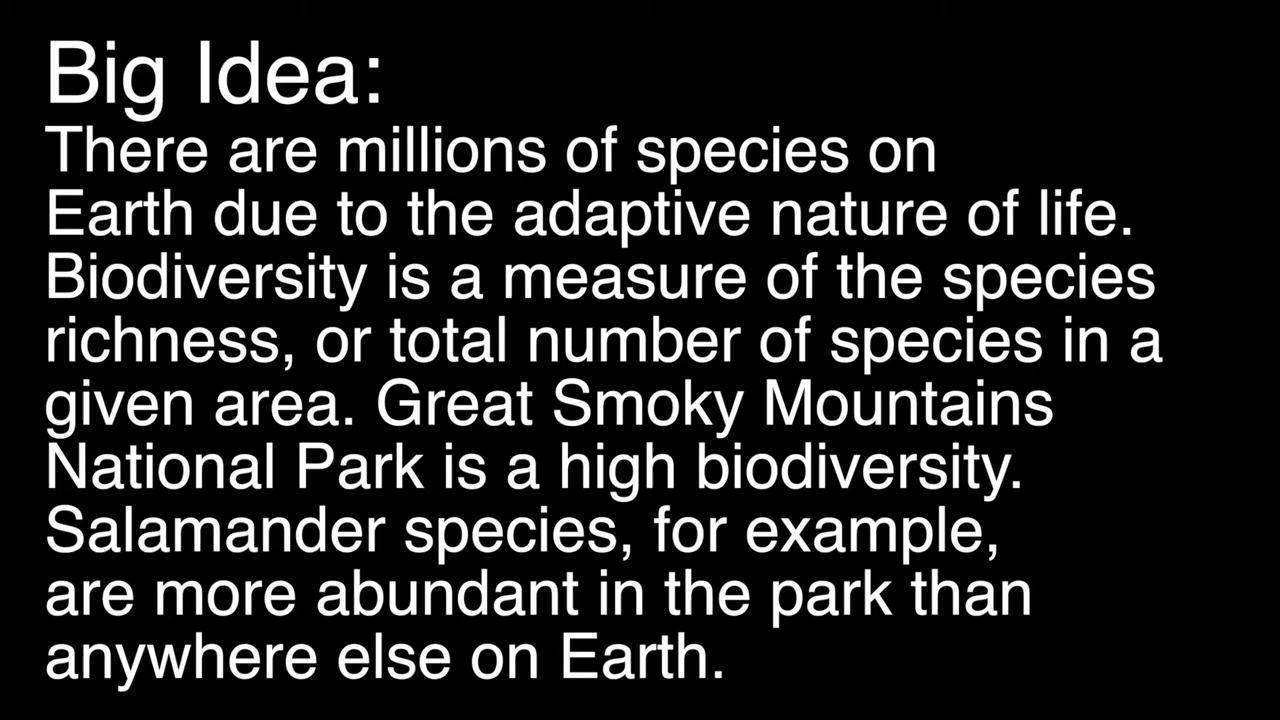 Big Idea:
There are millions of species on
Earth due to the adaptive nature of life.
Biodiversity is a measure of the species
richness, or total number of species in a
given area. Great Smoky Mountains
National Park is a high biodiversity.
Salamander species, for example,
are more abundant in the park than
anywhere else on Earth.